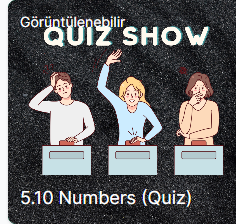 Görüntülenebilir
QUIZ SHOW
5.10 Numbers (Quiz)